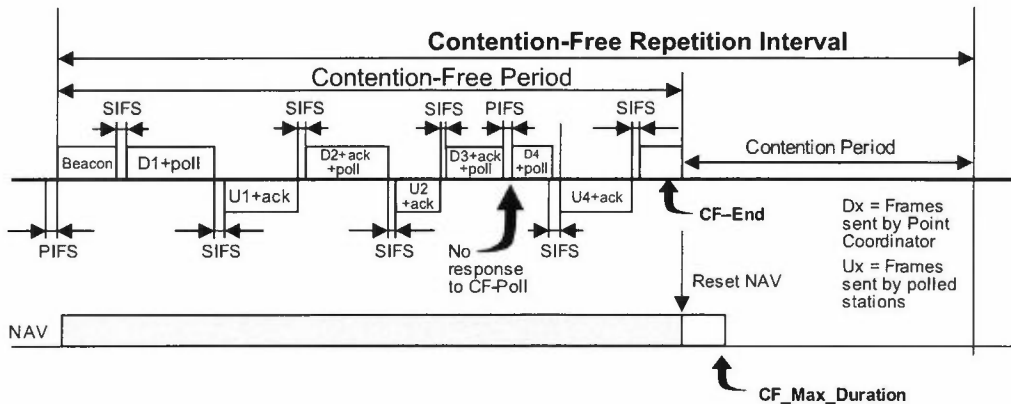 Contention-Free Repetition Interval
Contention-Free Period
SIFS
SIFS
SIFS
PIFS
SIFS
Beacon
D1+poll
D2+ack
+poll
D3+ack
+poll
D4
+poll
Contention Period
U1+ack
U2
+ack
U4+ack
CF–End
PIFS
SIFS
SIFS
No
response
to CF-Poll
SIFS
Dx = Frames
sent by Point
Coordinator
Ux = Frames
sent by polled
stations
Reset NAV
NAV
CF_Max_Duration